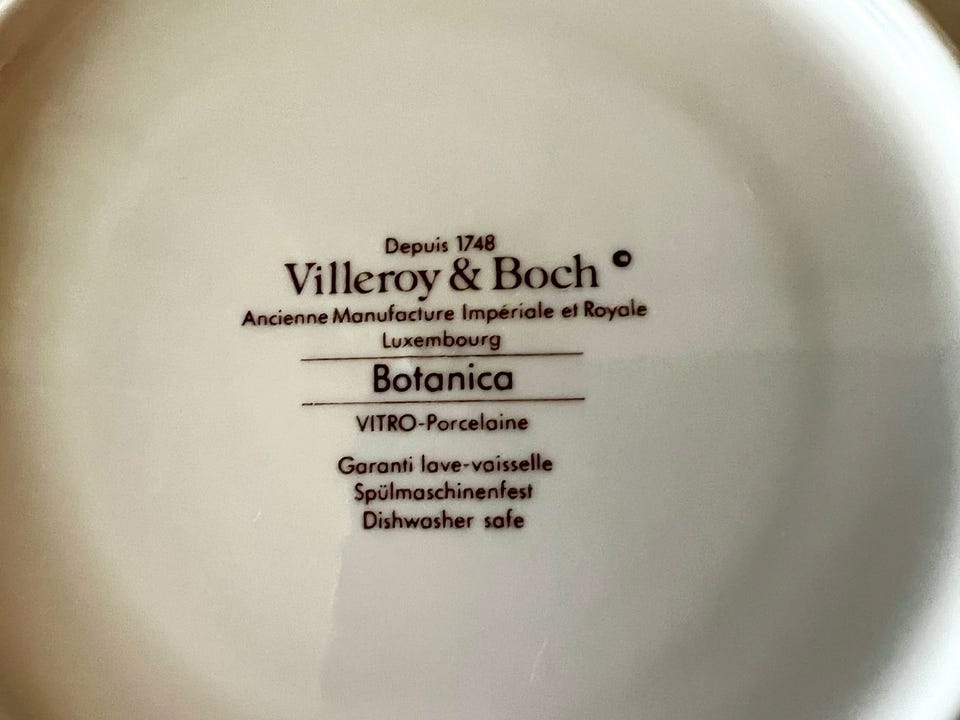 Depuis 1748
Villeroy & Boch ©
Ancienne Manufacture Impériale et Royale
Luxembourg
Botanica
VITRO-Porcelaine
Garanti lave-vaisselle
Spülmaschinenfest
Dishwasher safe